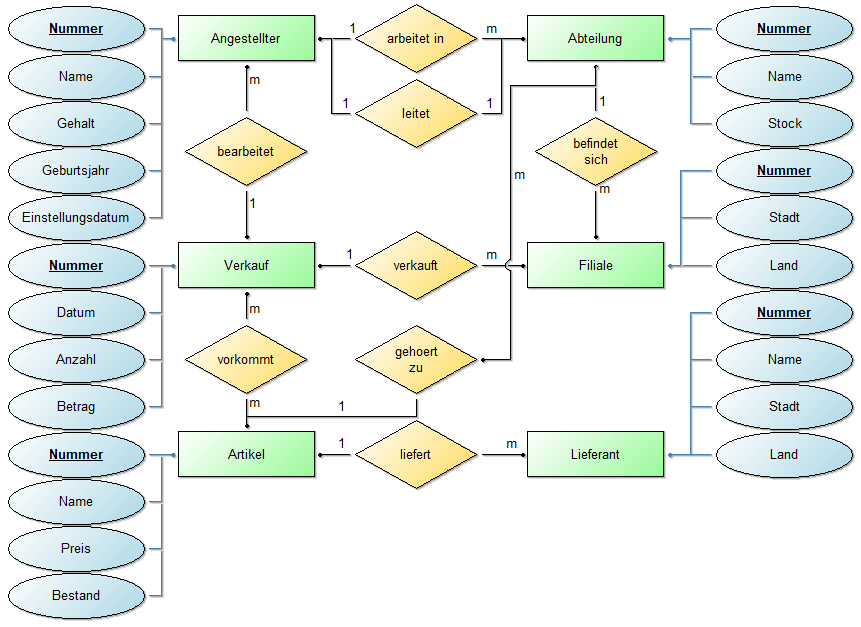 Nummer
Angestellter
1
arbeitet in
m
Abteilung
Nummer
Name
m
Name
Gehalt
1
leitet
1
1
Stock
bearbeitet
befindet
sich
Geburtsjahr
m
m
Nummer
Einstellungsdatum
1
Stadt
Nummer
Verkauf
1
verkauft
m
Filiale
Land
Datum
m
Nummer
Anzahl
vorkommt
gehoert
zu
Name
Betrag
m
1
Stadt
Nummer
Artikel
1
liefert
m
Lieferant
Land
Name
Preis
Bestand